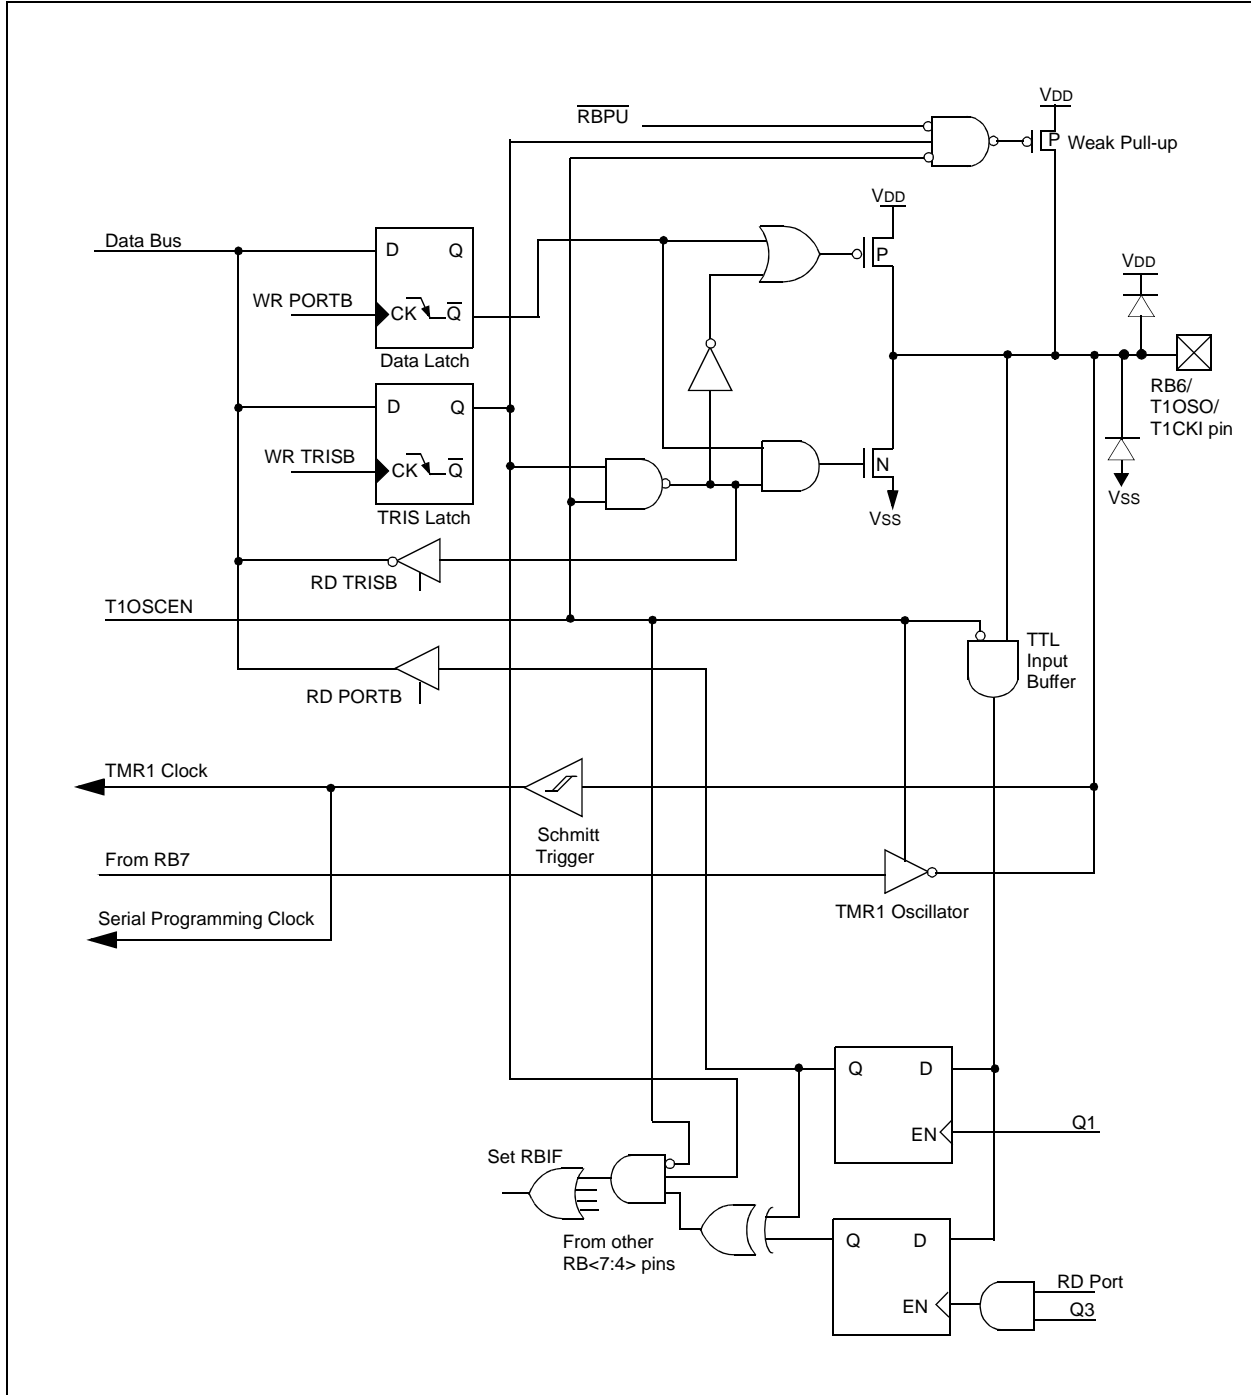 VDD
RBPU
P
Weak Pull-up
VDD
Data Bus
D
Q
P
VDD
WR PORTB
CK
Q
Data Latch
D
Q
RB6/
T1OSO/
T1CKI pin
WR TRISB
CK
Q
N
VSS
VSS
TRIS Latch
RD TRISB
T1OSCEN
TTL
Input
Buffer
RD PORTB
TMR1 Clock
Schmitt
Trigger
From RB7
TMR1 Oscillator
Serial Programming Clock
Q
D
EN
Q1
Set RBIF
From other
RB<7:4> pins
Q
D
RD Port
EN
Q3